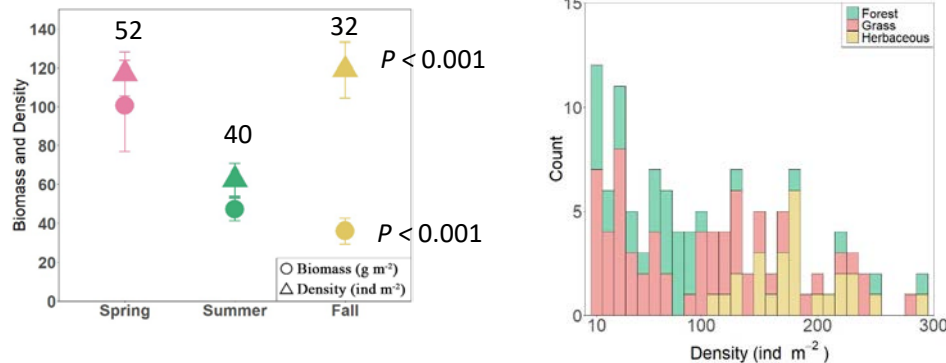 140
120
100
80
60
40
20
0
Biomass and Density
52
40
32
P < 0.001
P < 0.001
Biomass (g m⁻²)
Density (ind m⁻²)
Spring Summer Fall
15
10
5
0
Count
Forest
Grass
Herbaceous
10 100 200 300
Density (ind m⁻²)